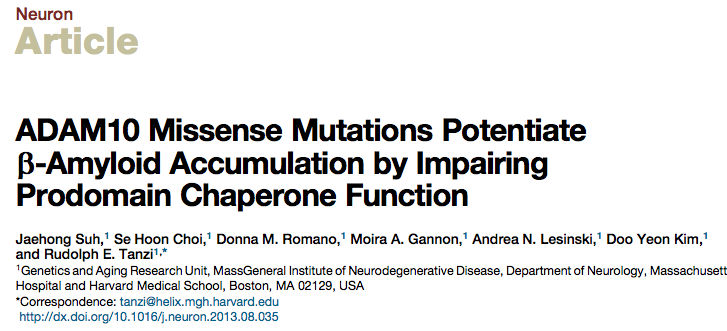 Neuron
Article
ADAM10 Missense Mutations Potentiate
β-Amyloid Accumulation by Impairing
Prodomain Chaperone Function
Jaehong Suh,¹ Se Hoon Choi,¹ Donna M. Romano,¹ Moira A. Gannon,¹ Andrea N. Lesinski,¹ Doo Yeon Kim,¹
and Rudolph E. Tanzi¹,*
¹Genetics and Aging Research Unit, MassGeneral Institute of Neurodegenerative Disease, Department of Neurology, Massachusett
Hospital and Harvard Medical School, Boston, MA 02129, USA
*Correspondence: tanzi@helix.mgh.harvard.edu
http://dx.doi.org/10.1016/j.neuron.2013.08.035